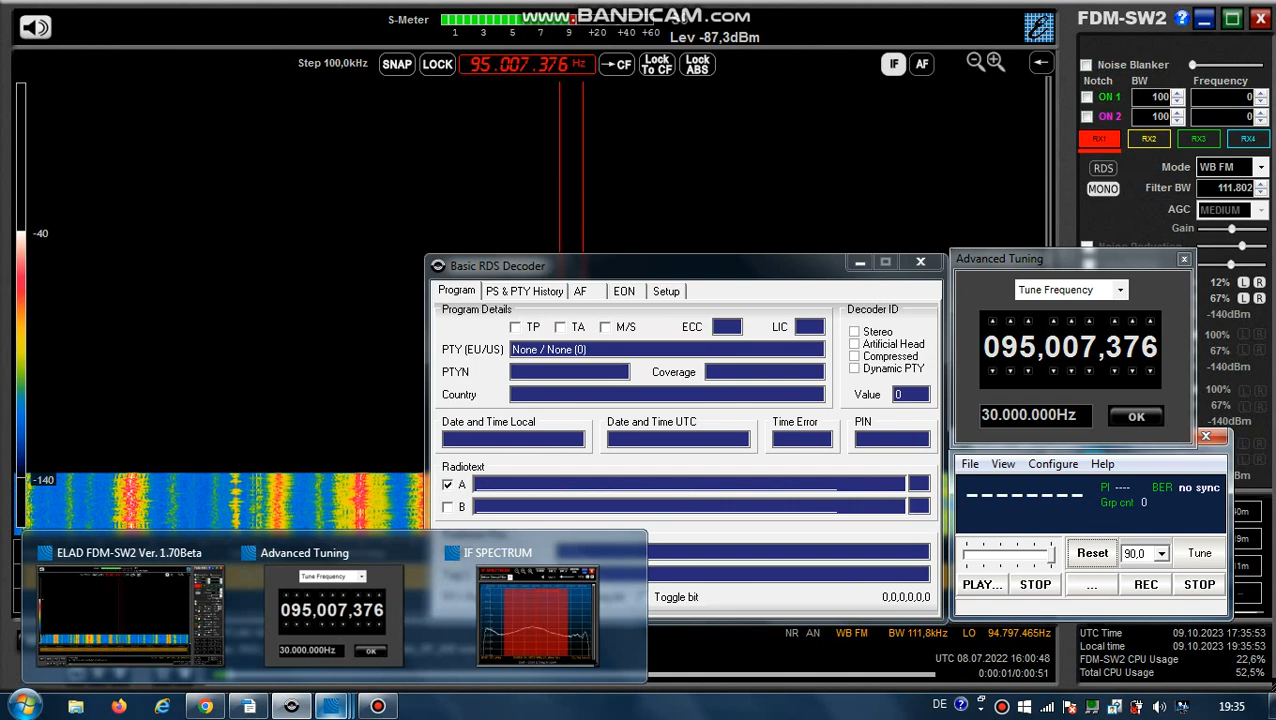 www.BANDICAM.com
S-Meter
1 3 5 7 9 +20 +40 +60
Lev -87,3dBm
FDM-SW2
Step 100,0kHz
SNAP
LOCK
95.007.376 Hz
→CF
Lock To CF
Lock ABS
IF
AF
Noise Blanker
Notch BW Frequency
ON 1 100 0
ON 2 100 0
RX1 RX2 RX3 RX4
RDS
Mode WB FM
MONO
Filter BW 111.802
AGC MEDIUM
Gain
Noise Reduction
-40
-140
Basic RDS Decoder
Program PS & PTY History AF EON Setup
Program Details
TP TA M/S ECC LIC
PTY (EU/US) None / None (0)
PTYN Coverage
Country
Decoder ID
Stereo
Artificial Head
Compressed
Dynamic PTY
Value 0
Date and Time Local
Date and Time UTC
Time Error
PIN
Radiotext
A
B
Toggle bit 0,0,0,0,0
Advanced Tuning
Tune Frequency
095,007,376
30.000.000Hz
OK
12% L R
67% L R
-140dBm
100% L R
67% L R
-140dBm
100% L R
67% L R
-140dBm
File View Configure Help
PI ---- BER no sync
Grp cnt 0
Reset
90,0
Tune
PLAY...
STOP
...
REC
STOP
ELAD FDM-SW2 Ver. 1.70Beta
Advanced Tuning
IF SPECTRUM
Tune Frequency
095,007,376
30.000.000Hz
OK
NR AN WB FM BW 111,8kHz LO 94.797.465Hz
UTC 08.07.2022 16:00:48
0:00:01/0:00:51
UTC Time 09.10.2023 17:35:53
Local time 09.10.2023 19:35:53
FDM-SW2 CPU Usage 22,6%
Total CPU Usage 52,5%
DE
19:35